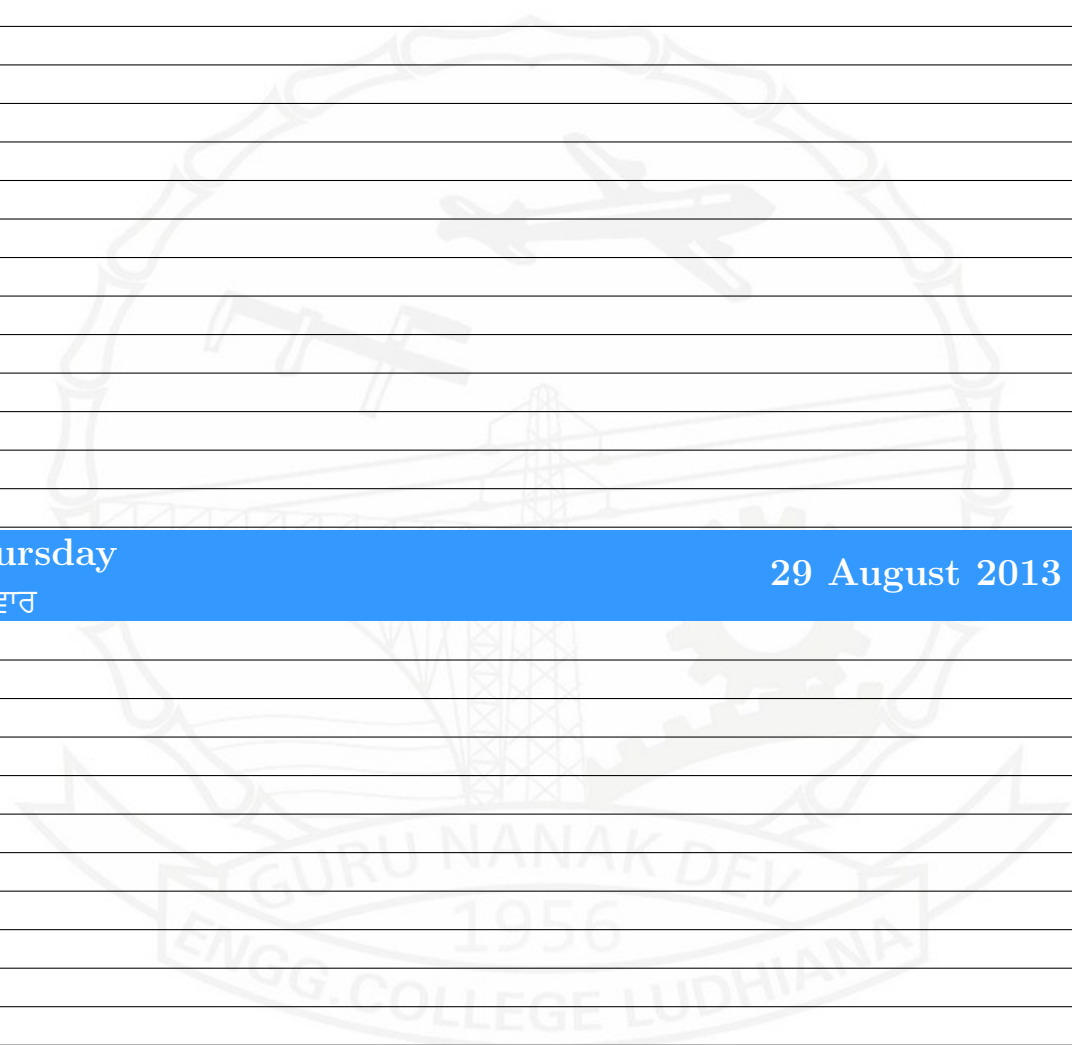 ursday
29 August 2013
ਵਾਰ
GURU NANAK DEV
1956
ENGG. COLLEGE LUDHIANA